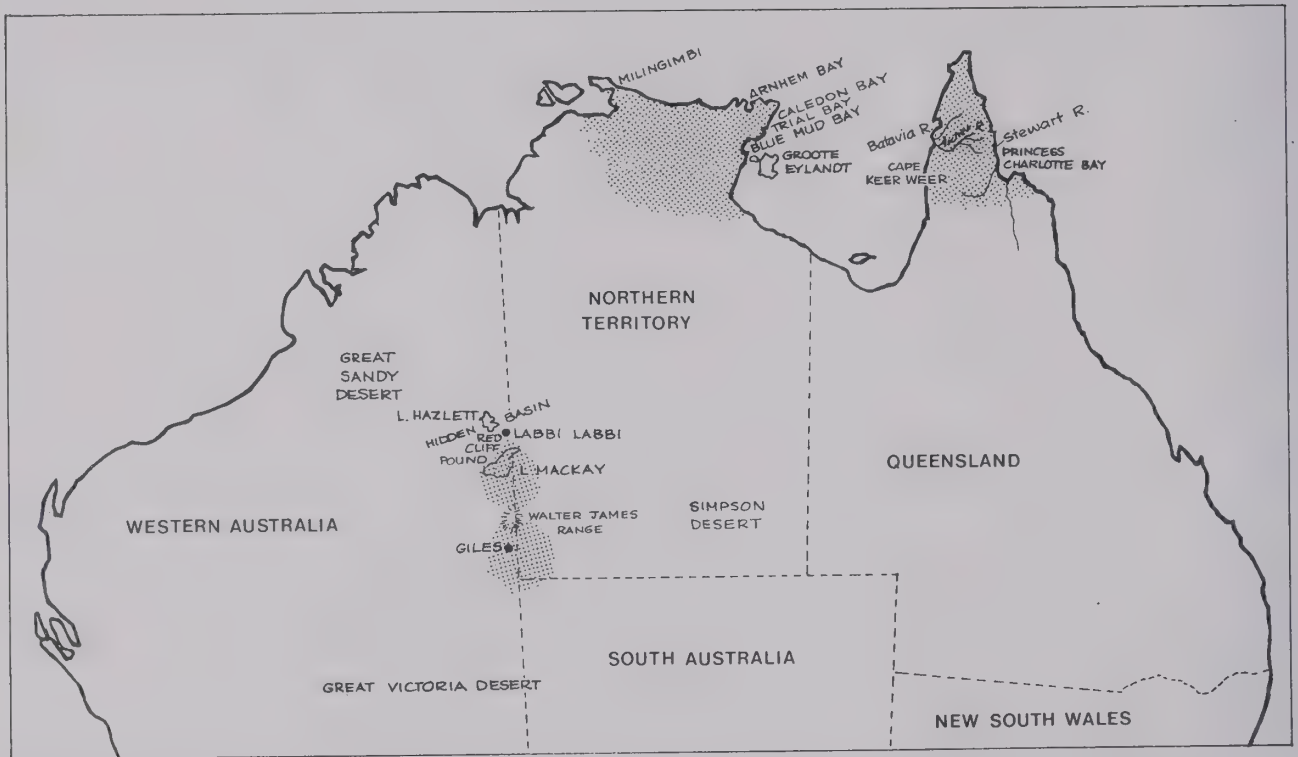 MILINGIMBI
ARNHEM BAY
CALEDON BAY
TRIAL BAY
BLUE MUD BAY
GROOTE
EYLANDT
Batavia R.
Stewart R.
CAPE
KEER WEER
PRINCESS
CHARLOTTE BAY
NORTHERN
TERRITORY
GREAT
SANDY
DESERT
L. HAZLETT
HIDDEN BASIN
RED
CLIFF
POUND
LABBI LABBI
L. MACKAY
QUEENSLAND
WESTERN AUSTRALIA
WALTER JAMES
RANGE
SIMPSON
DESERT
GILES
SOUTH AUSTRALIA
GREAT VICTORIA DESERT
NEW SOUTH WALES